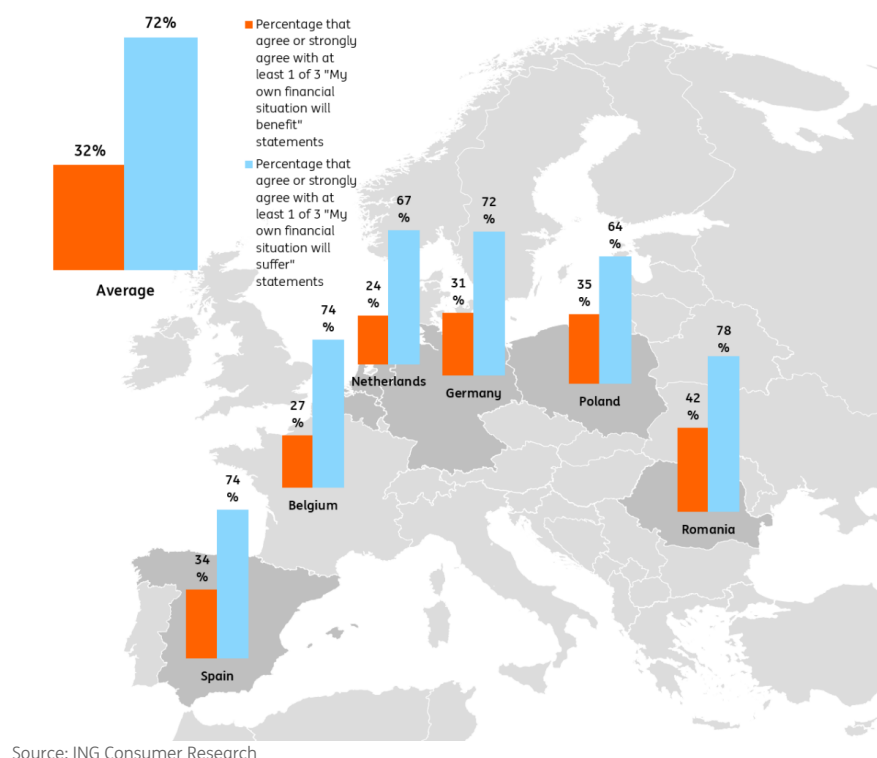 72%
32%
Average
Percentage that
agree or strongly
agree with at
least 1 of 3 "My
own financial
situation will
benefit"
statements
Percentage that
agree or strongly
agree with at
least 1 of 3 "My
own financial
situation will
suffer"
statements
67
%
24
%
Netherlands
72
%
31
%
Germany
64
%
35
%
Poland
74
%
27
%
Belgium
78
%
42
%
Romania
74
%
34
%
Spain
Source: ING Consumer Research